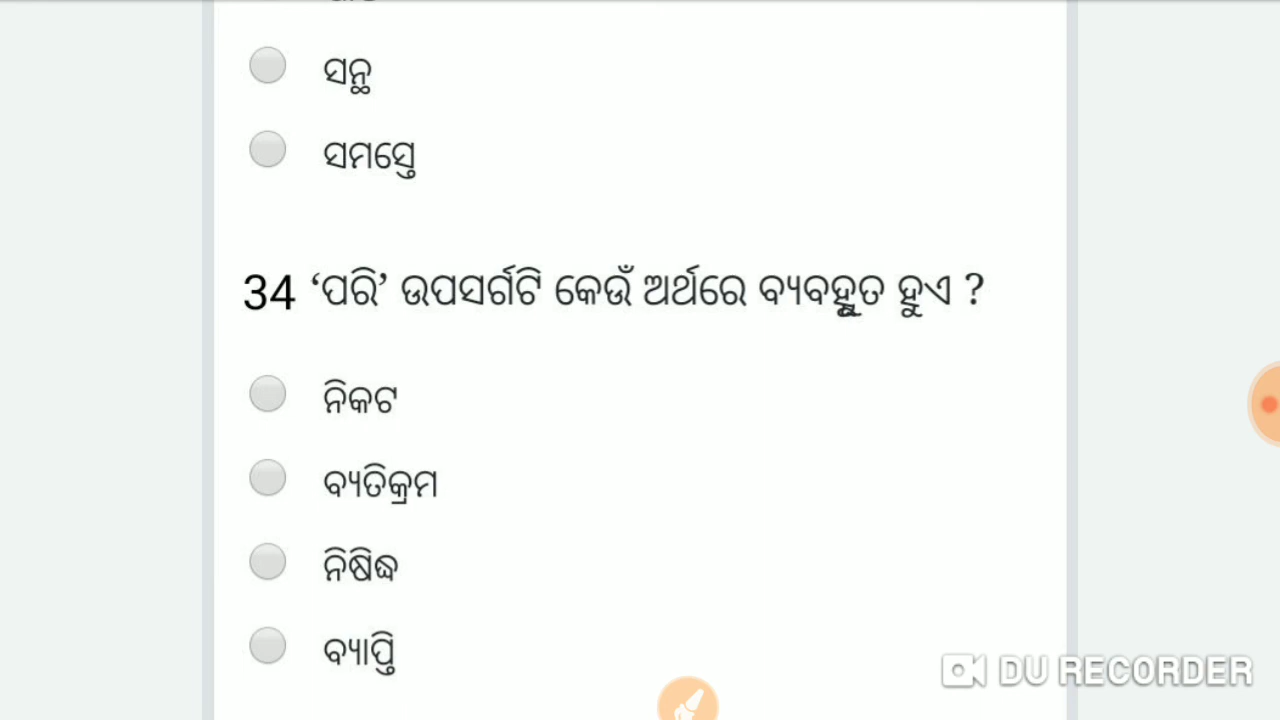 ସନ୍ଥ
ସମସ୍ତେ
34 ‘ପରି’ ଉପସର୍ଗଟି କେଉଁ ଅର୍ଥରେ ବ୍ୟବହୃତ ହୁଏ ?
ନିକଟ
ବ୍ୟତିକ୍ରମ
ନିଷିଦ୍ଧ
ବ୍ୟାପ୍ତି
DU RECORDER